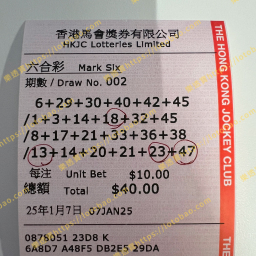 香港馬會獎券有限公司
HKJC Lotteries Limited
六合彩 Mark Six
期數 / Draw No. 002
6+29+30+40+42+45
/1+3+14+18+32+45
/8+17+21+33+36+38
/13+14+20+21+23+47
每注 Unit Bet $10.00
總額 Total $40.00
25年1月7日 07JAN25
0878051 23D8 K
6A8D7 A48F5 DB2E5 29DA
THE HONG KONG JOCKEY CLUB
THE